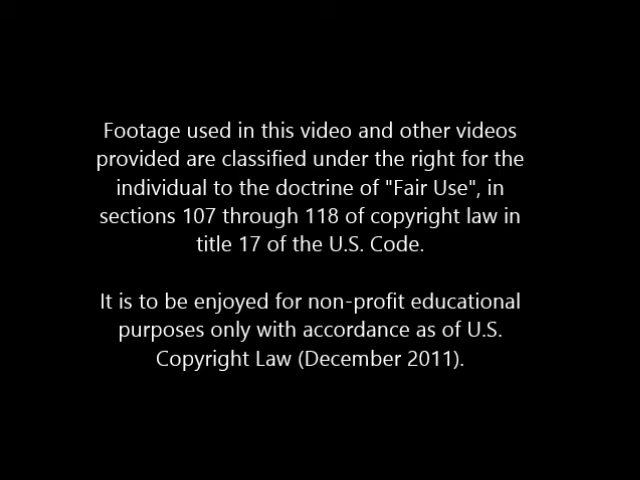 Footage used in this video and other videos
provided are classified under the right for the
individual to the doctrine of "Fair Use", in
sections 107 through 118 of copyright law in
title 17 of the U.S. Code.
It is to be enjoyed for non-profit educational
purposes only with accordance as of U.S.
Copyright Law (December 2011).